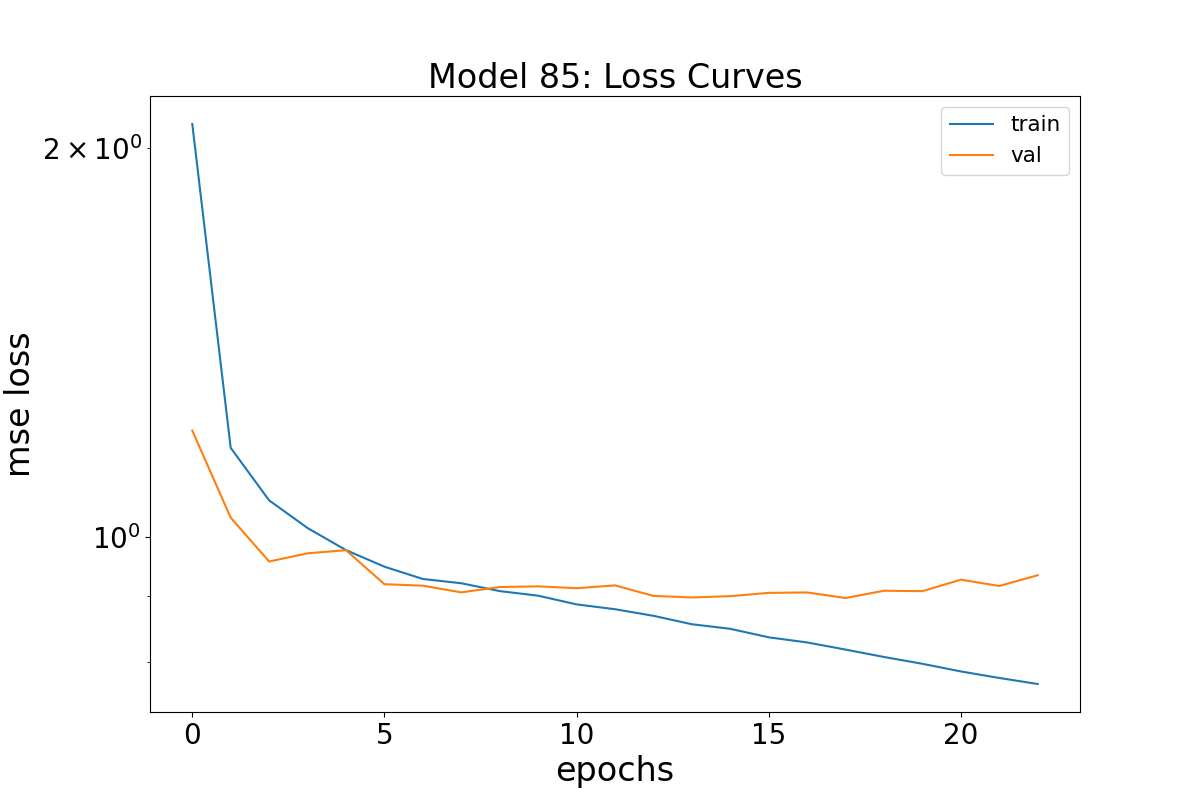 Model 85: Loss Curves
train
val
2 × 10⁰
10⁰
mse loss
0 5 10 15 20
epochs